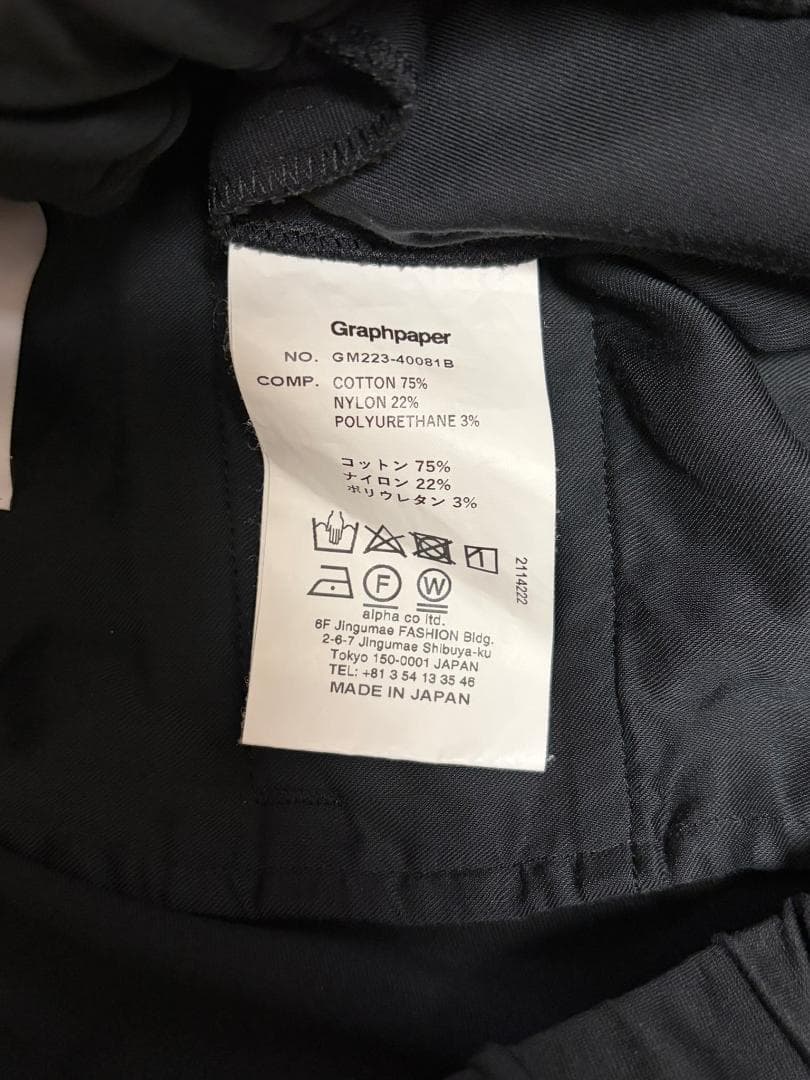 Graphpaper
NO. GM223-40081B
COMP. COTTON 75%
NYLON 22%
POLYURETHANE 3%
コットン 75%
ナイロン 22%
ポリウレタン 3%
F W
2114222
alpha co ltd.
6F Jingumae FASHION Bldg.
2-6-7 Jingumae Shibuya-ku
Tokyo 150-0001 JAPAN
TEL: +81 3 54 13 35 46
MADE IN JAPAN